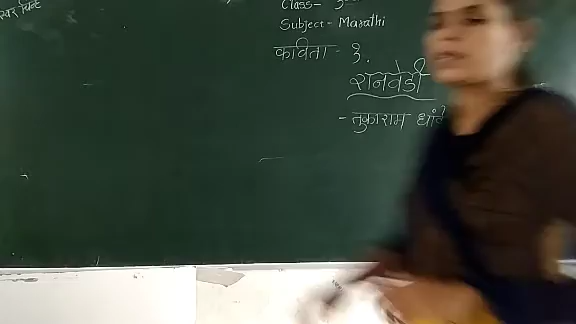 Class-
Subject- Marathi
कविता - ३.
रानवेडी
- तुकाराम